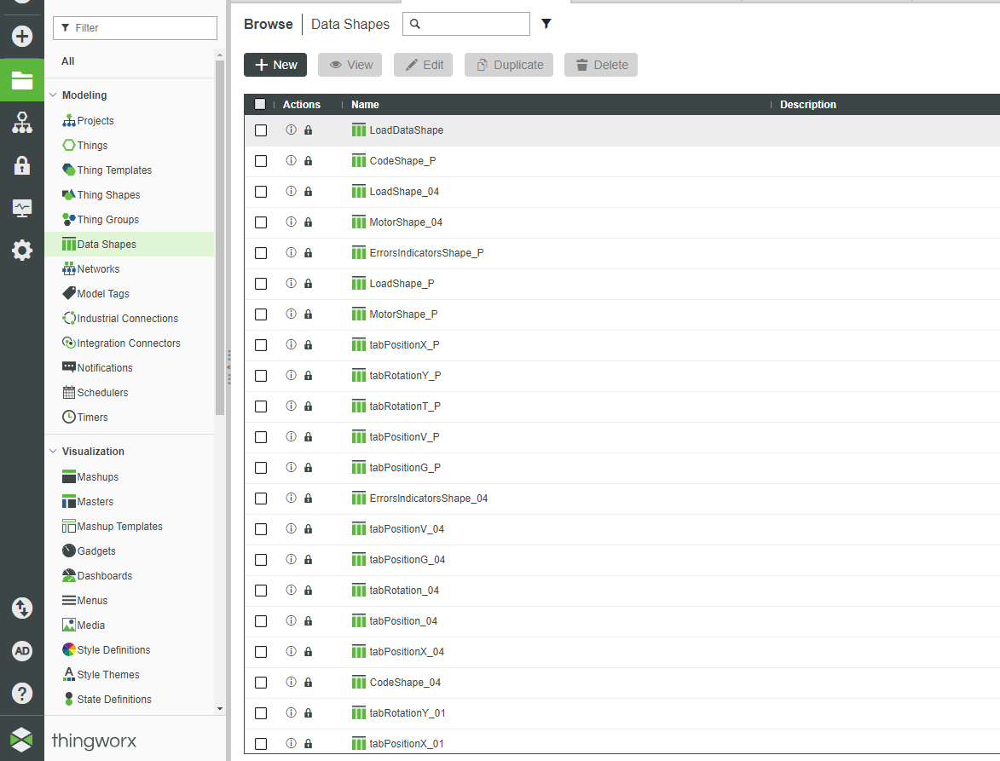 Filter
All
Modeling
Projects
Things
Thing Templates
Thing Shapes
Thing Groups
Data Shapes
Networks
Model Tags
Industrial Connections
Integration Connectors
Notifications
Schedulers
Timers
Visualization
Mashups
Masters
Mashup Templates
Gadgets
Dashboards
Menus
Media
Style Definitions
Style Themes
State Definitions
AD
?
thingworx
Browse Data Shapes
New View Edit Duplicate Delete
Actions Name Description
LoadDataShape
CodeShape_P
LoadShape_04
MotorShape_04
ErrorsIndicatorsShape_P
LoadShape_P
MotorShape_P
tabPositionX_P
tabRotationY_P
tabRotationT_P
tabPositionV_P
tabPositionG_P
ErrorsIndicatorsShape_04
tabPositionV_04
tabPositionG_04
tabRotation_04
tabPosition_04
tabPositionX_04
CodeShape_04
tabRotationY_01
tabPositionX_01